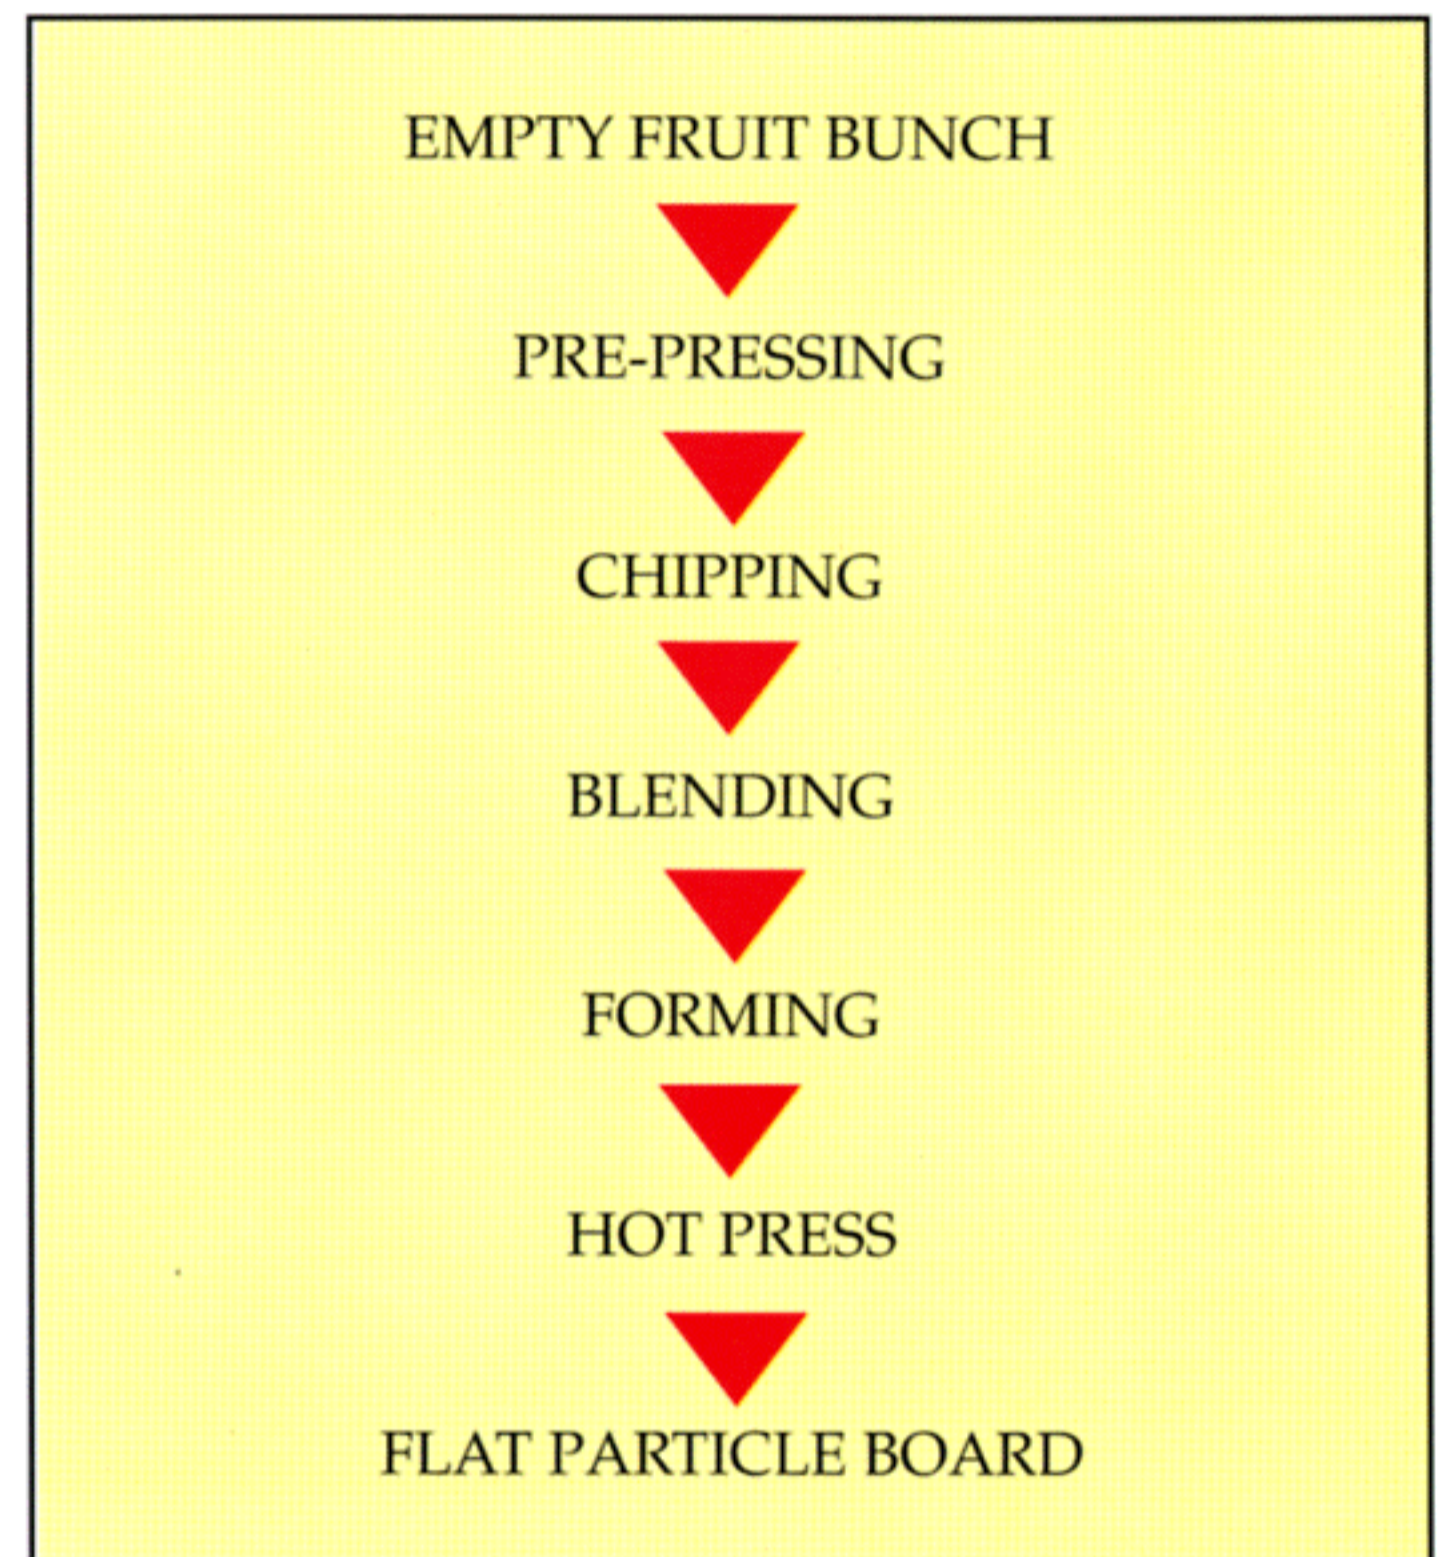 EMPTY FRUIT BUNCH
PRE-PRESSING
CHIPPING
BLENDING
FORMING
HOT PRESS
FLAT PARTICLE BOARD